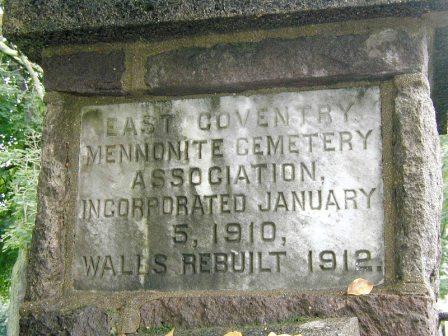 EAST COVENTRY
MENNONITE CEMETERY
ASSOCIATION,
INCORPORATED JANUARY
5, 1910,
WALLS REBUILT 1912.